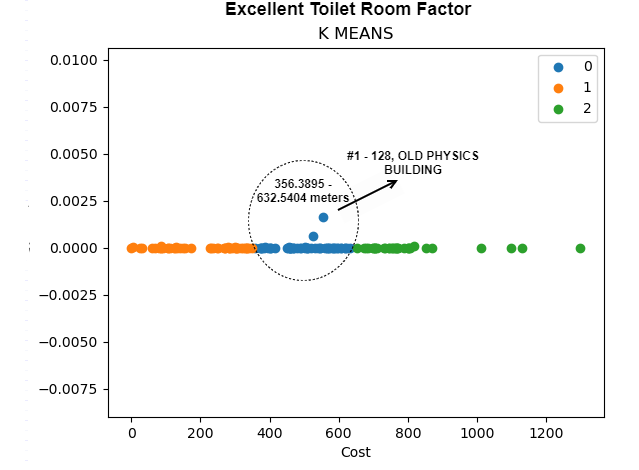 Excellent Toilet Room Factor
K MEANS
0.0100
0.0075
0.0050
0.0025
0.0000
−0.0025
−0.0050
−0.0075
0
1
2
#1 - 128, OLD PHYSICS
BUILDING
356.3895 -
632.5404 meters
0 200 400 600 800 1000 1200
Cost